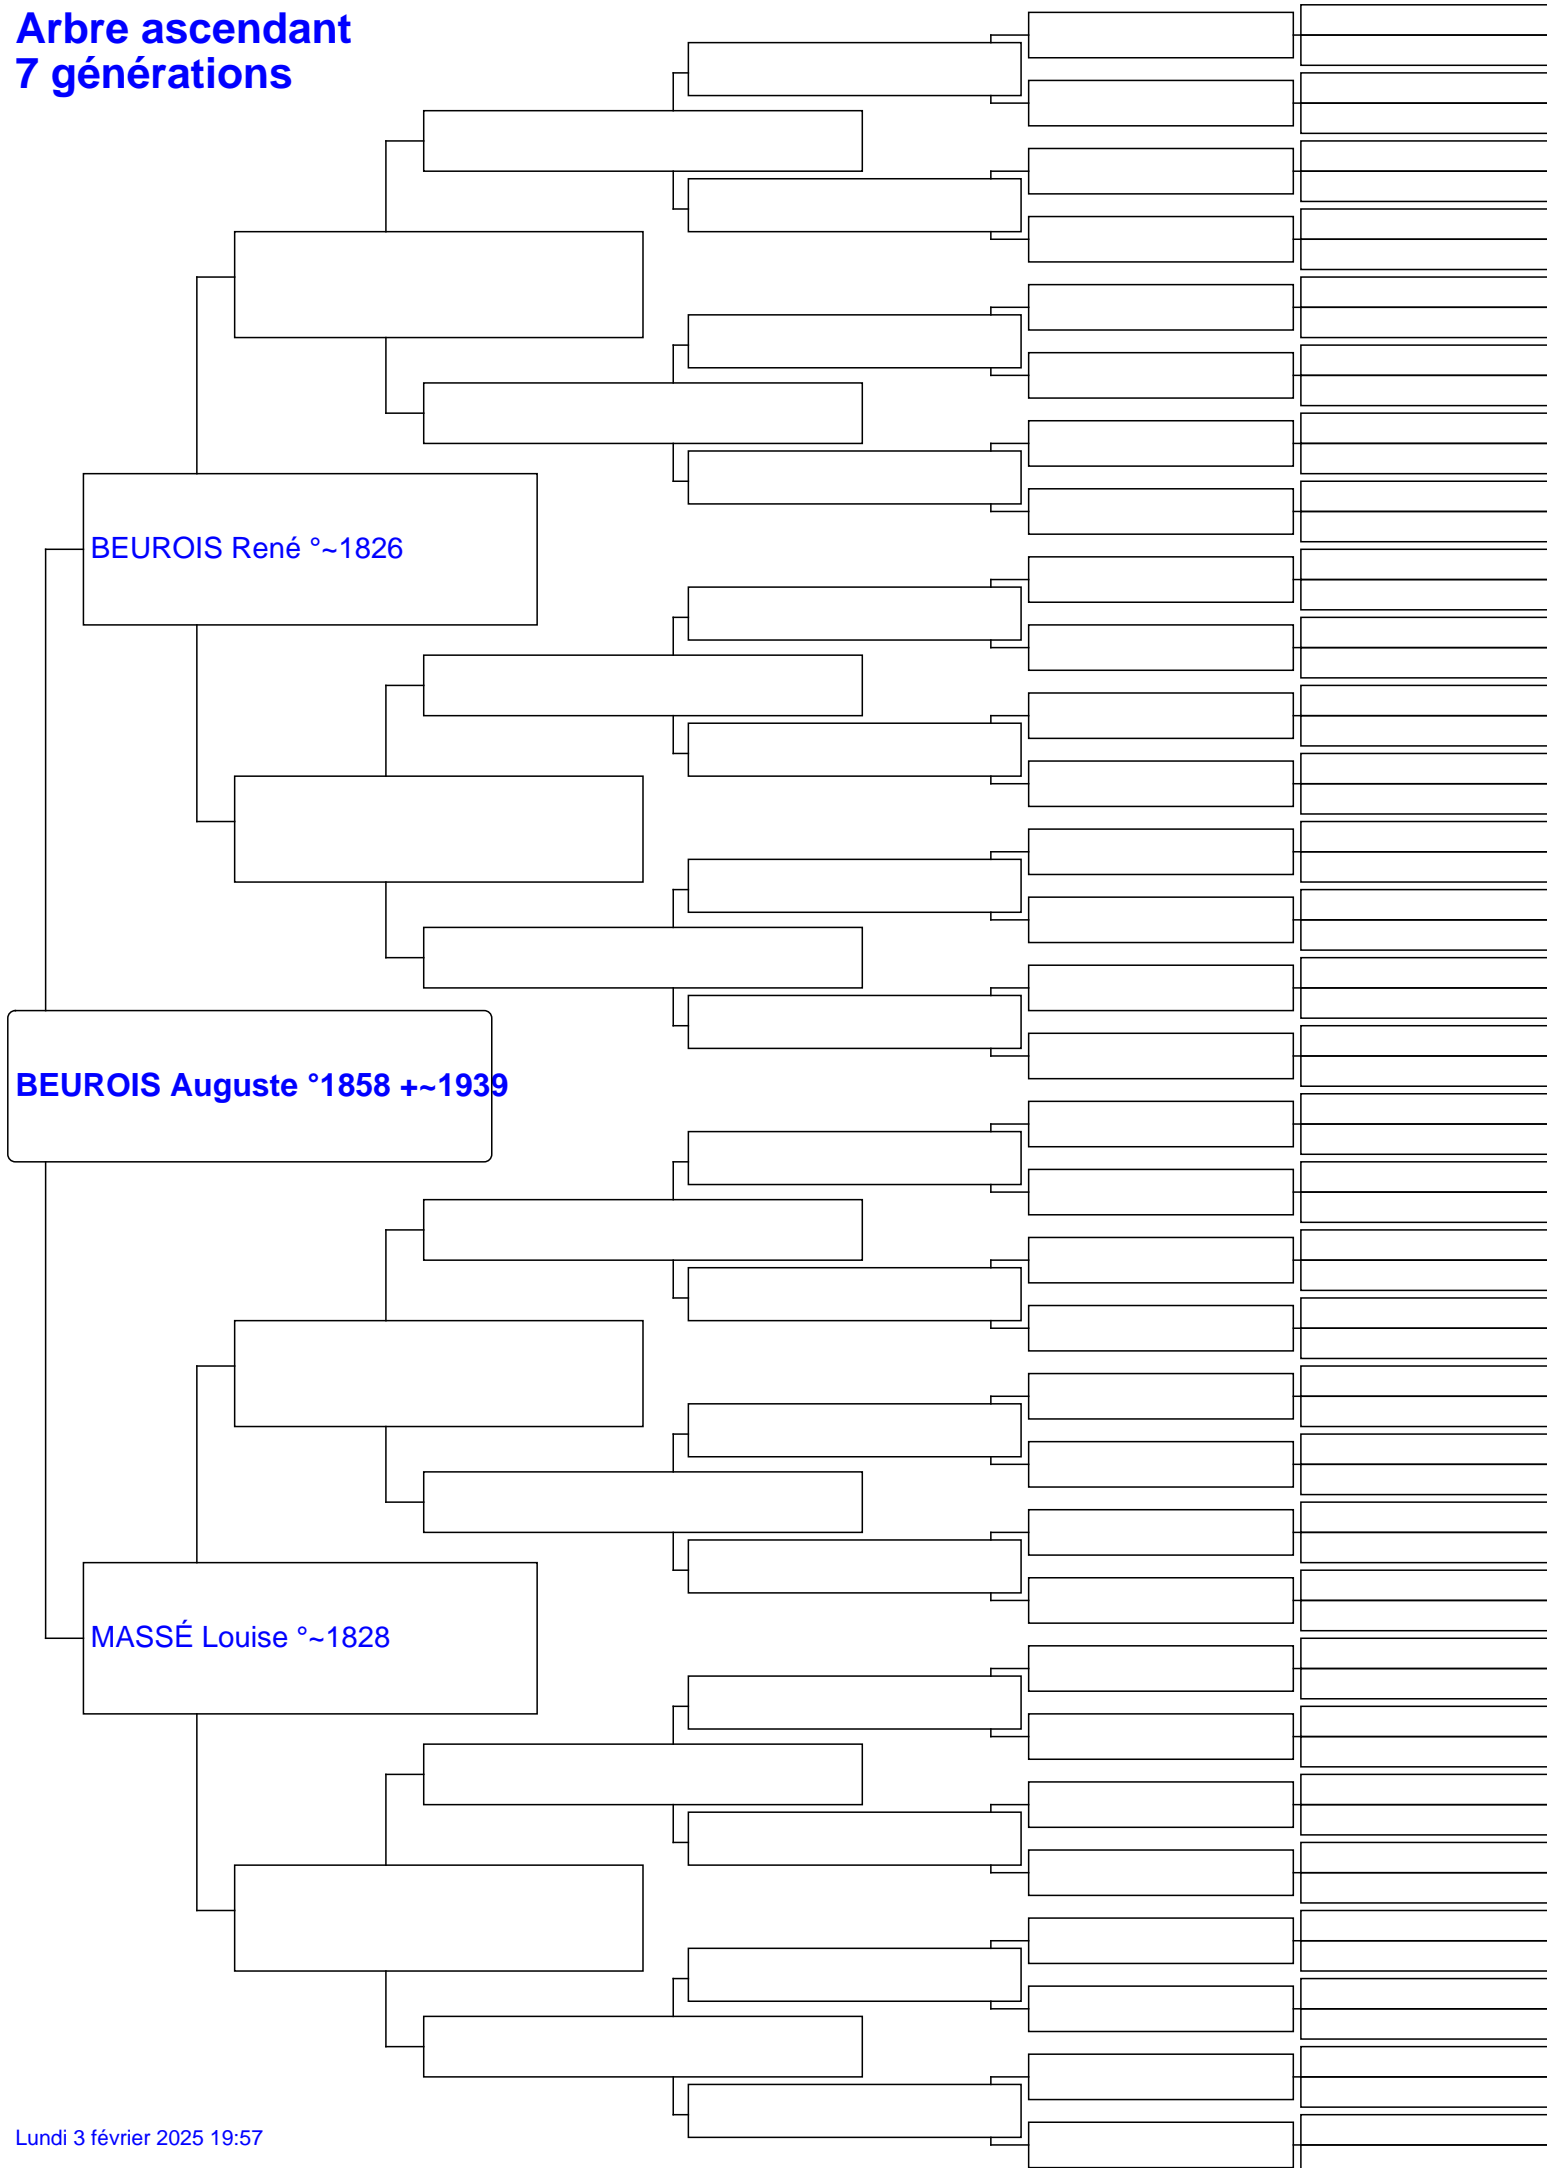 Arbre ascendant
7 générations
BEUROIS René °~1826
BEUROIS Auguste °1858 +~1939
MASSÉ Louise °~1828
Lundi 3 février 2025 19:57